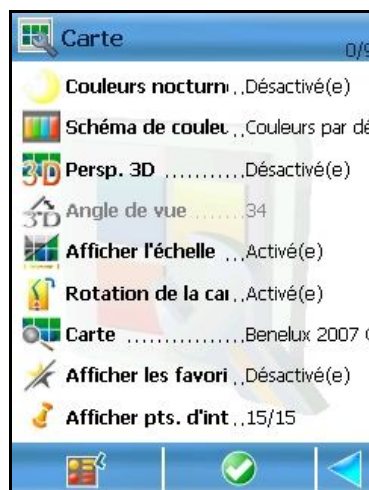 Carte
0/9
Couleurs nocturn...Désactivé(e)
Schéma de couleu...Couleurs par dé
Persp. 3D ...........Désactivé(e)
Angle de vue ........34
Afficher l'échelle ...Activé(e)
Rotation de la car...Activé(e)
Carte .................Benelux 2007
Afficher les favori...Désactivé(e)
Afficher pts. d'int...15/15